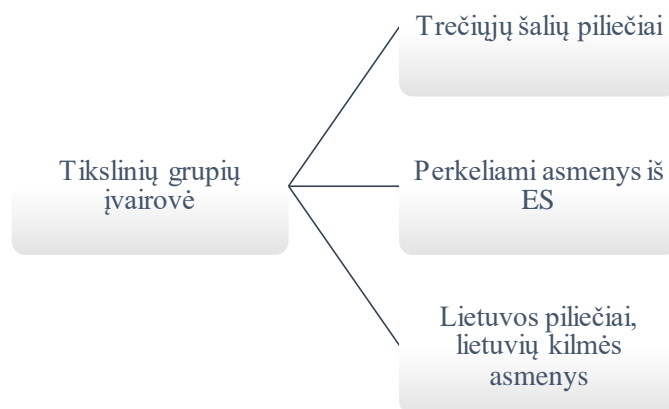 Trečiųjų šalių piliečiai
Tikslinių grupių
įvairovė
Perkeliami asmenys iš
ES
Lietuvos piliečiai,
lietuvių kilmės
asmenys